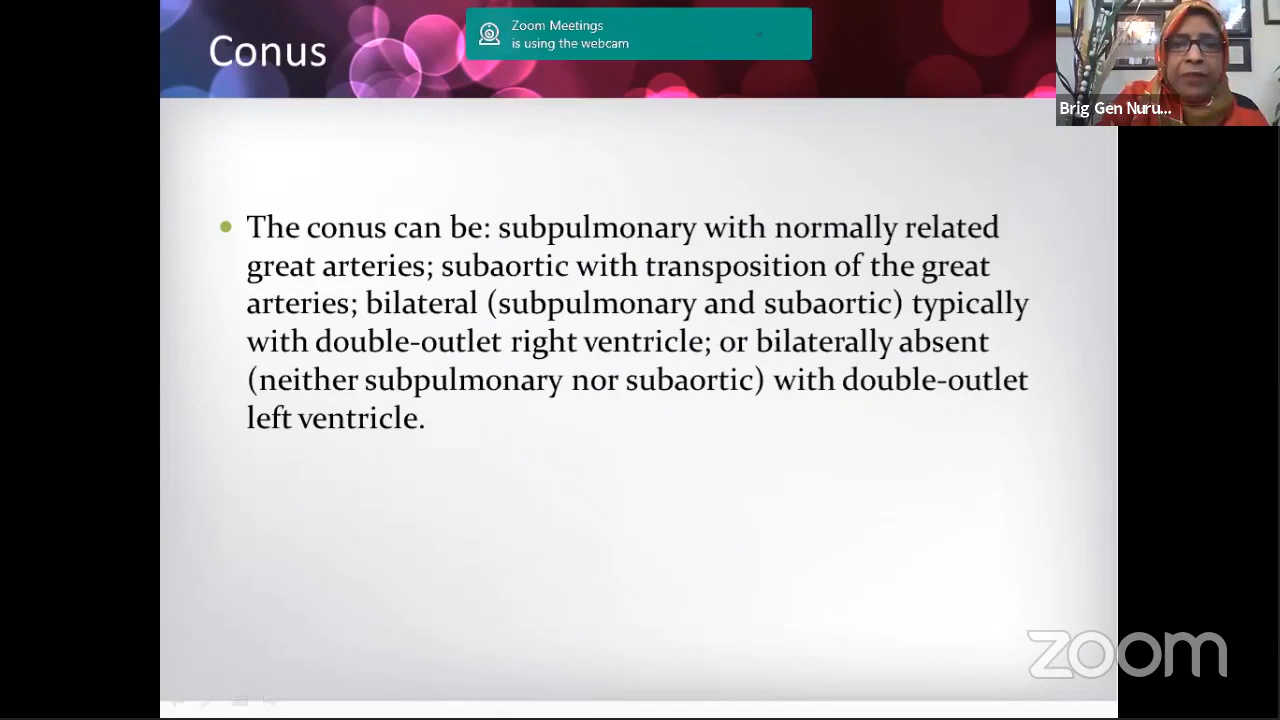 Conus
Zoom Meetings
is using the webcam
Brig Gen Nuru...
• The conus can be: subpulmonary with normally related
great arteries; subaortic with transposition of the great
arteries; bilateral (subpulmonary and subaortic) typically
with double-outlet right ventricle; or bilaterally absent
(neither subpulmonary nor subaortic) with double-outlet
left ventricle.
zoom